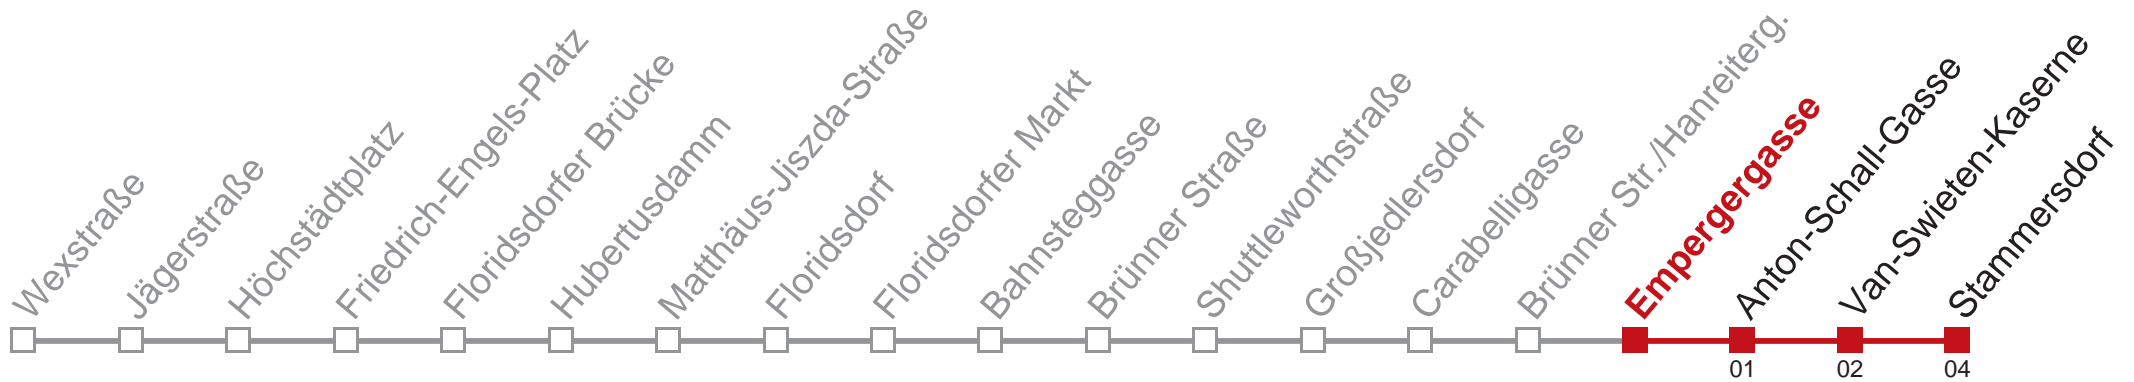 Wexstraße
Jägerstraße
Höchstädtplatz
Friedrich-Engels-Platz
Floridsdorfer Brücke
Hubertusdamm
Matthäus-Jiszda-Straße
Floridsdorf
Floridsdorfer Markt
Bahnsteggasse
Brünner Straße
Shuttleworthstraße
Großjedlersdorf
Carabelligasse
Brünner Str./Hanreiterg.
Empergergasse
Anton-Schall-Gasse
Van-Swieten-Kaserne
Stammersdorf
01 02 04